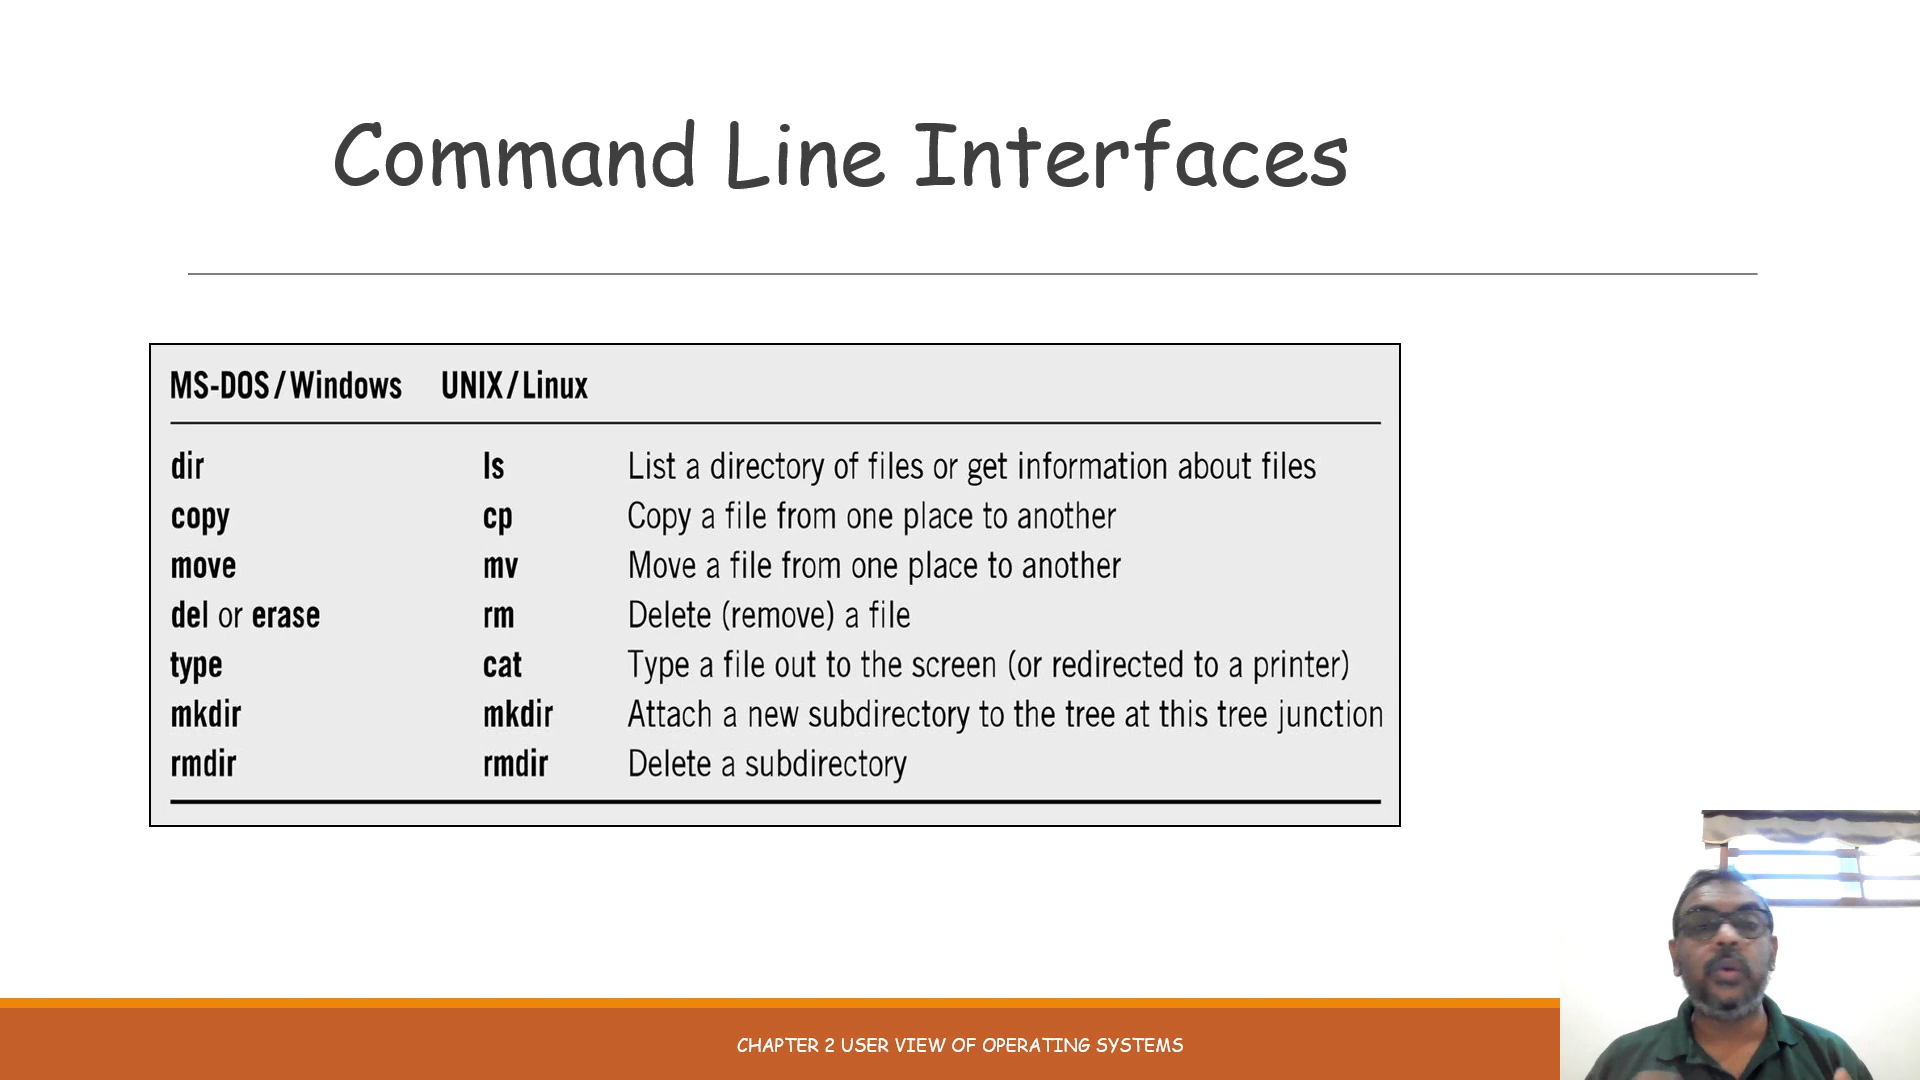 Command Line Interfaces
MS-DOS/Windows UNIX/Linux
dir ls List a directory of files or get information about files
copy cp Copy a file from one place to another
move mv Move a file from one place to another
del or erase rm Delete (remove) a file
type cat Type a file out to the screen (or redirected to a printer)
mkdir mkdir Attach a new subdirectory to the tree at this tree junction
rmdir rmdir Delete a subdirectory
CHAPTER 2 USER VIEW OF OPERATING SYSTEMS